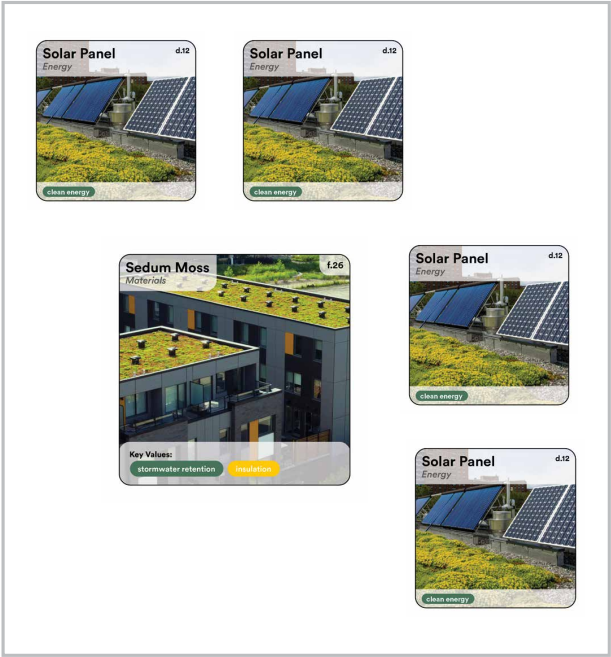 Solar Panel
d.12
Energy
clean energy
Solar Panel
d.12
Energy
clean energy
Sedum Moss
f.26
Materials
Key Values:
stormwater retention
Insulation
Solar Panel
d.12
Energy
clean energy
Solar Panel
d.12
Energy
clean energy